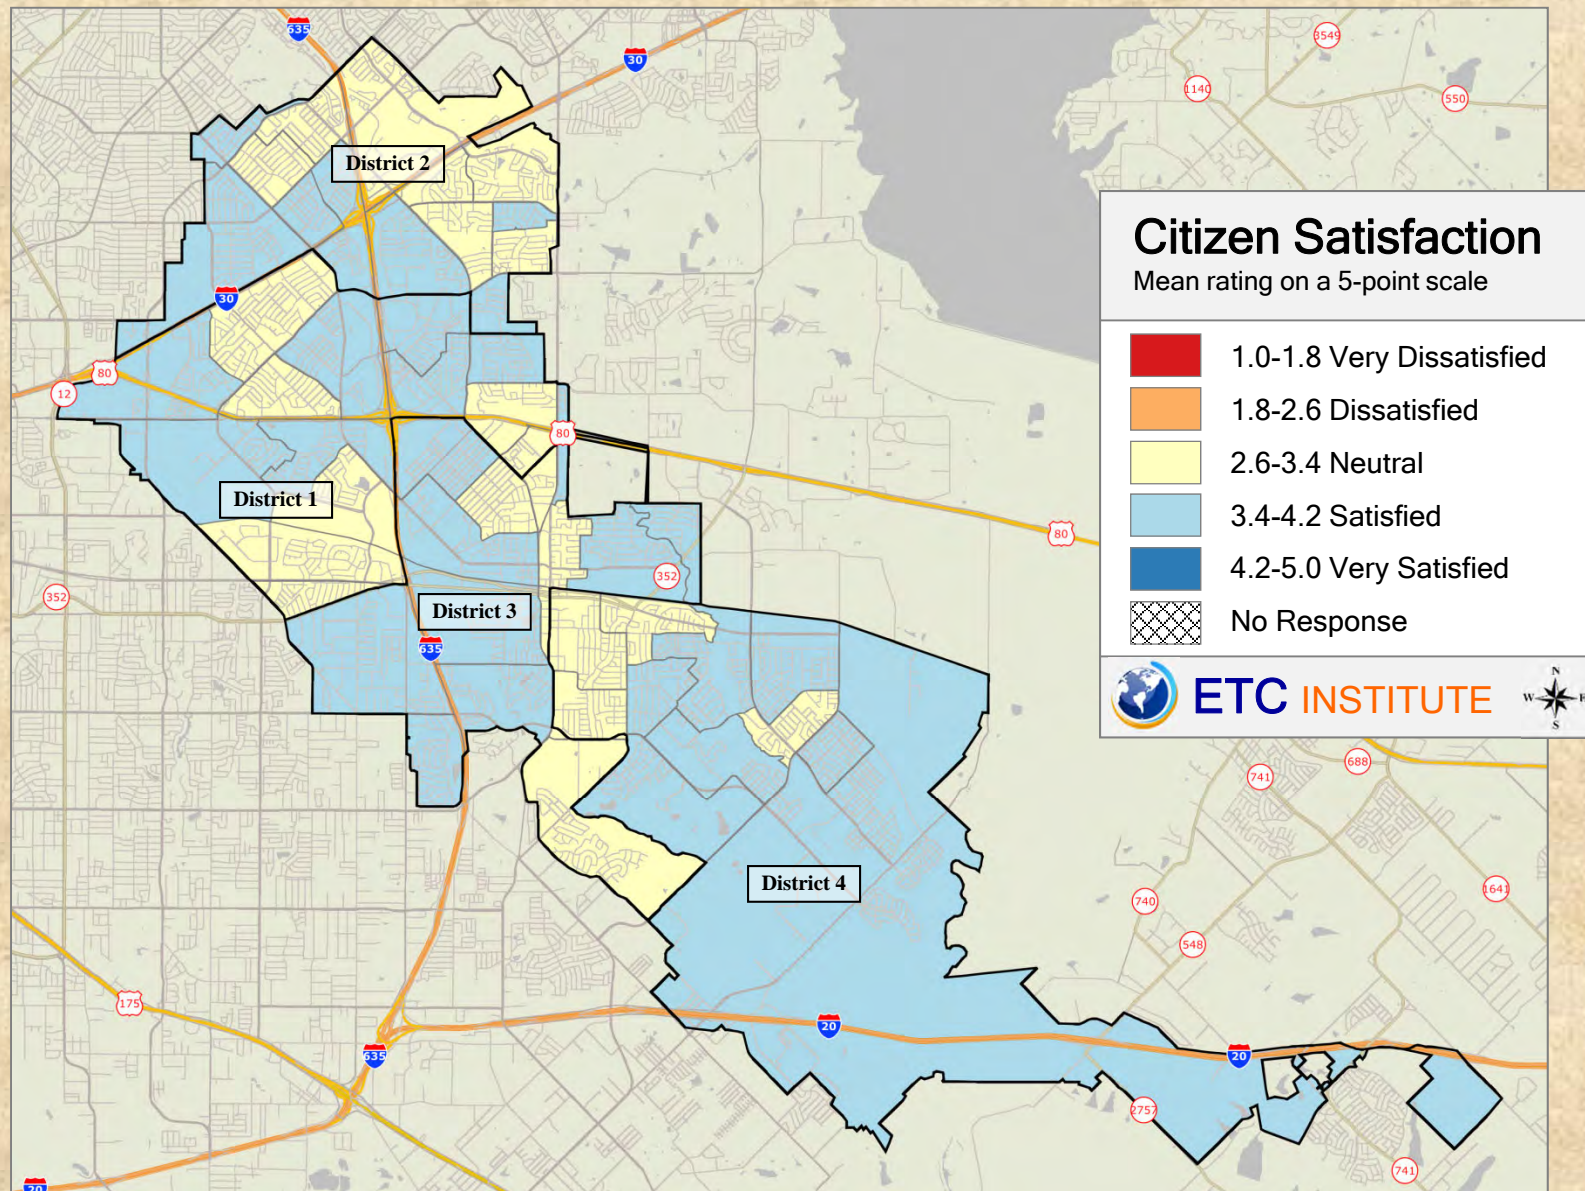 635
30
3549
1140
550
District 2
Citizen Satisfaction
Mean rating on a 5-point scale
30
1.0-1.8 Very Dissatisfied
80
12
1.8-2.6 Dissatisfied
80
2.6-3.4 Neutral
District 1
3.4-4.2 Satisfied
80
352
352
4.2-5.0 Very Satisfied
District 3
No Response
635
ETC INSTITUTE
N
W E
S
688
741
District 4
1641
740
548
175
20
635
20
2757
741
20